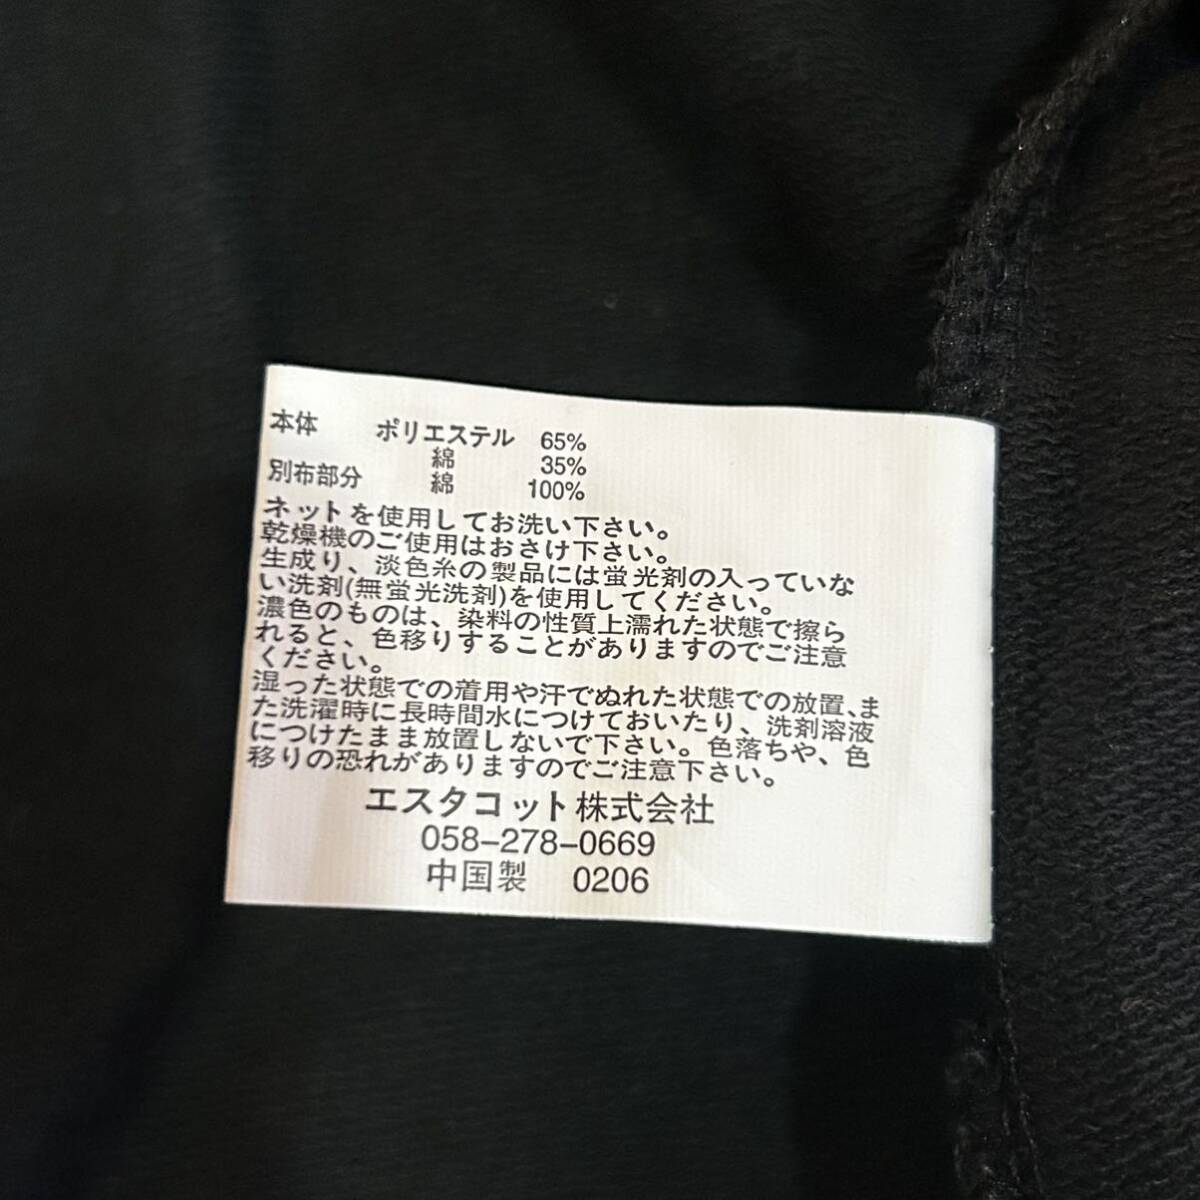 本体 ポリエステル 65%
綿 35%
別布部分 綿 100%
ネットを使用してお洗い下さい。
乾燥機のご使用はおさけ下さい。
生成り、淡色糸の製品には蛍光剤の入っていな
い洗剤(無蛍光洗剤)を使用してください。
濃色のものは、染料の性質上濡れた状態で擦ら
れると、色移りすることがありますのでご注意
ください。
湿った状態での着用や汗でぬれた状態での放置、ま
た洗濯時に長時間水につけておいたり、洗剤溶液
につけたまま放置しないで下さい。色落ちや、色
移りの恐れがありますのでご注意下さい。
エスタコット株式会社
058-278-0669
中国製 0206